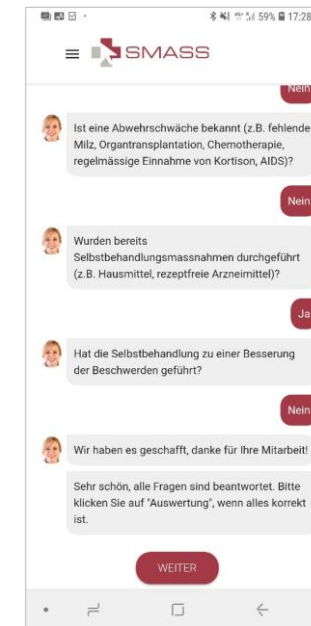 59% 17:28
SMASS
Nein
Ist eine Abwehrschwäche bekannt (z.B. fehlende
Milz, Organtransplantation, Chemotherapie,
regelmässige Einnahme von Kortison, AIDS)?
Nein
Wurden bereits
Selbstbehandlungsmassnahmen durchgeführt
(z.B. Hausmittel, rezeptfreie Arzneimittel)?
Ja
Hat die Selbstbehandlung zu einer Besserung
der Beschwerden geführt?
Nein
Wir haben es geschafft, danke für Ihre Mitarbeit!
Sehr schön, alle Fragen sind beantwortet. Bitte
klicken Sie auf "Auswertung", wenn alles korrekt
ist.
WEITER